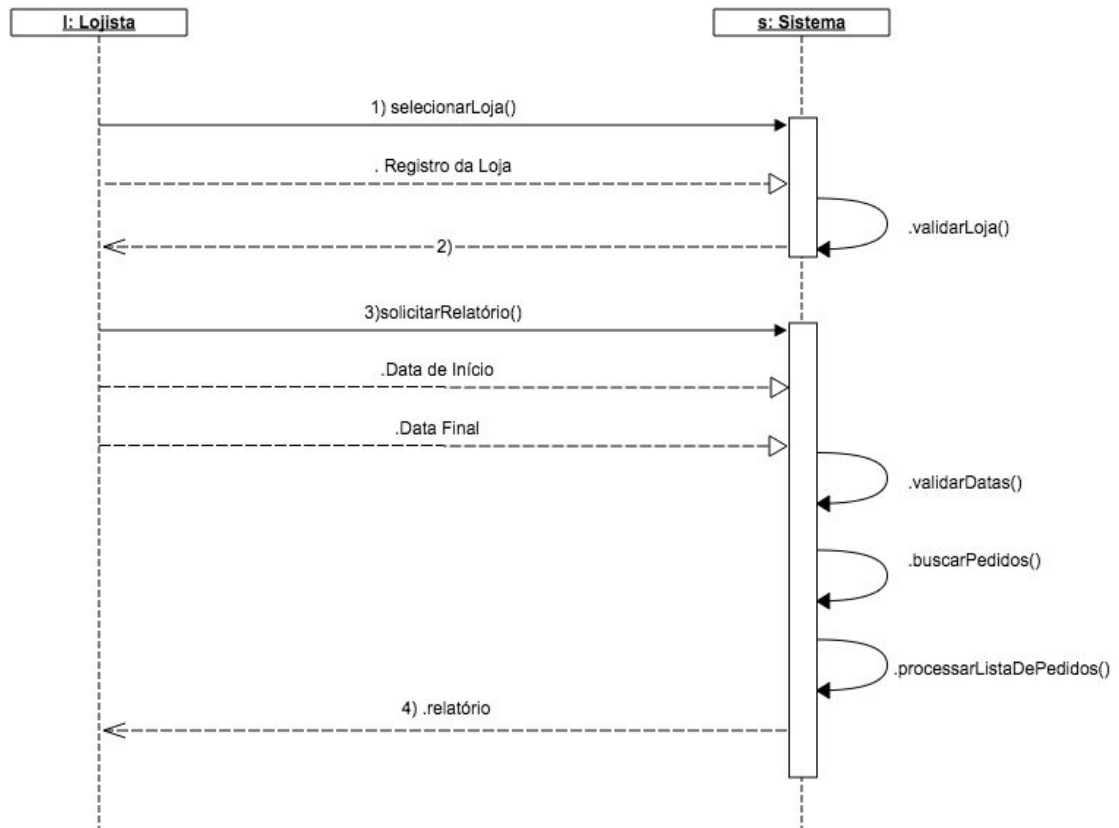 l: Lojista
s: Sistema
1) selecionarLoja()
. Registro da Loja
.validarLoja()
2)
3)solicitarRelatório()
.Data de Início
.Data Final
.validarDatas()
.buscarPedidos()
.processarListaDePedidos()
4) .relatório